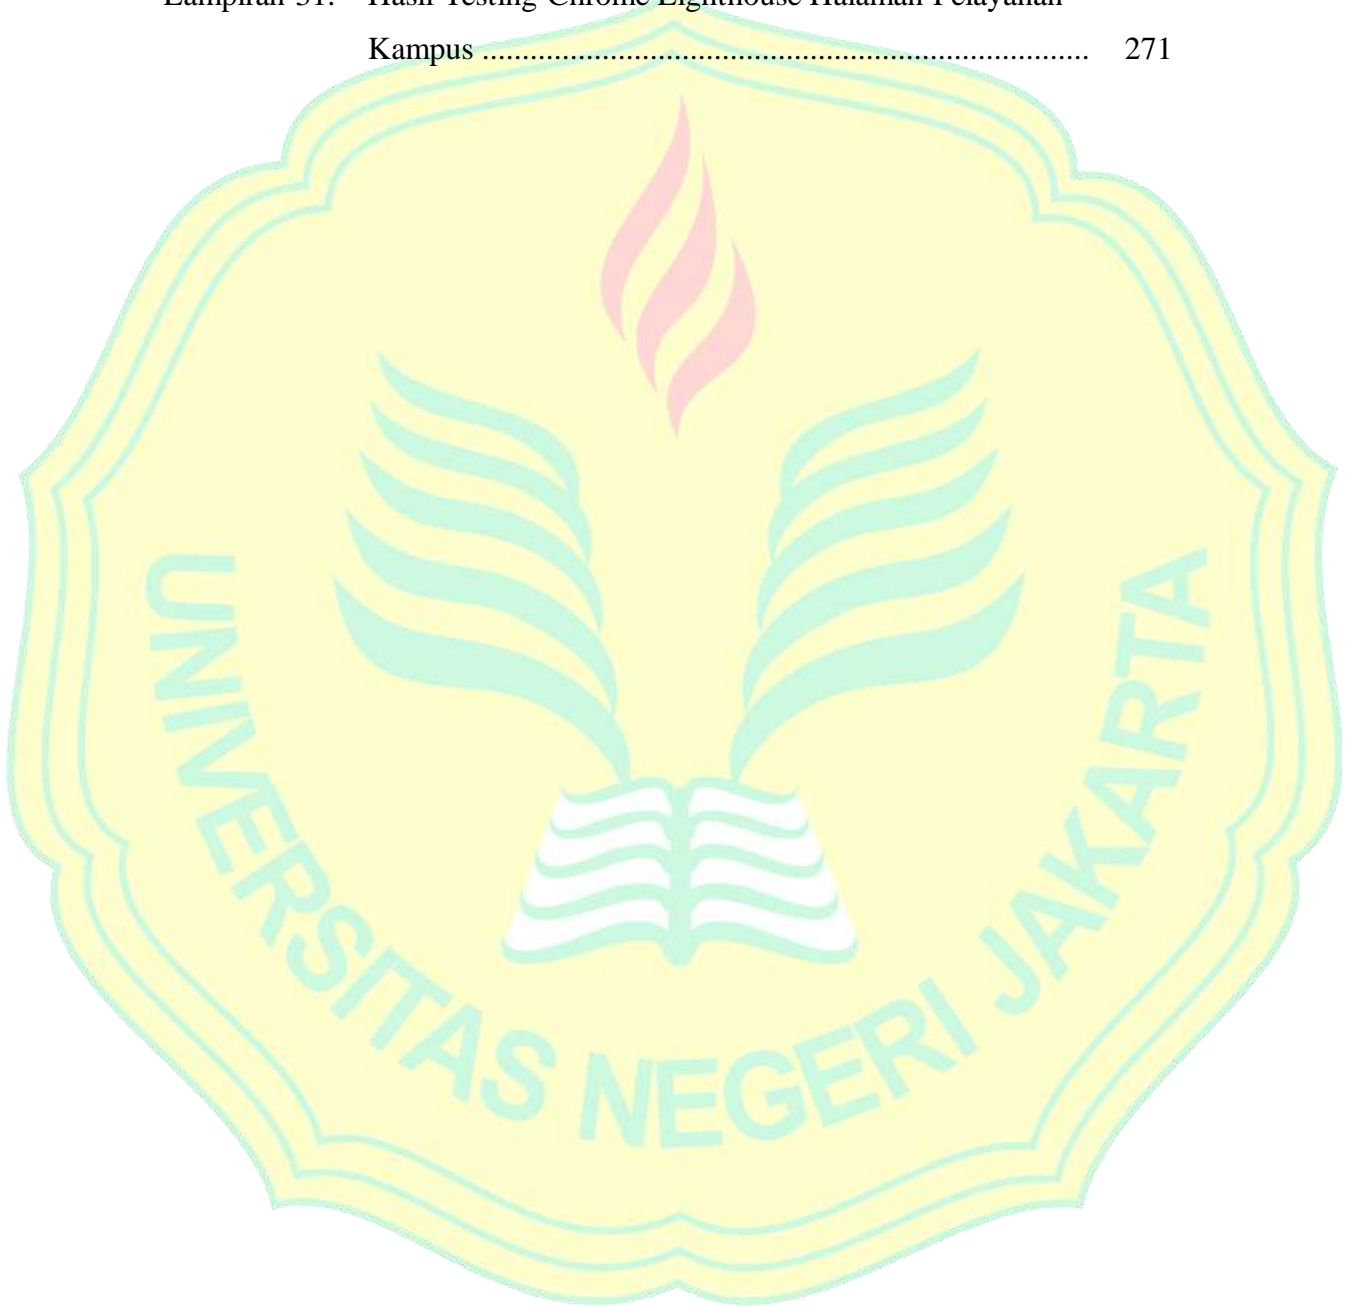 Lampiran 31. Hasil Testing Chrome Lighthouse Halaman Pelayanan
Kampus ............................................................................ 271
UNIVERSITAS NEGERI JAKARTA